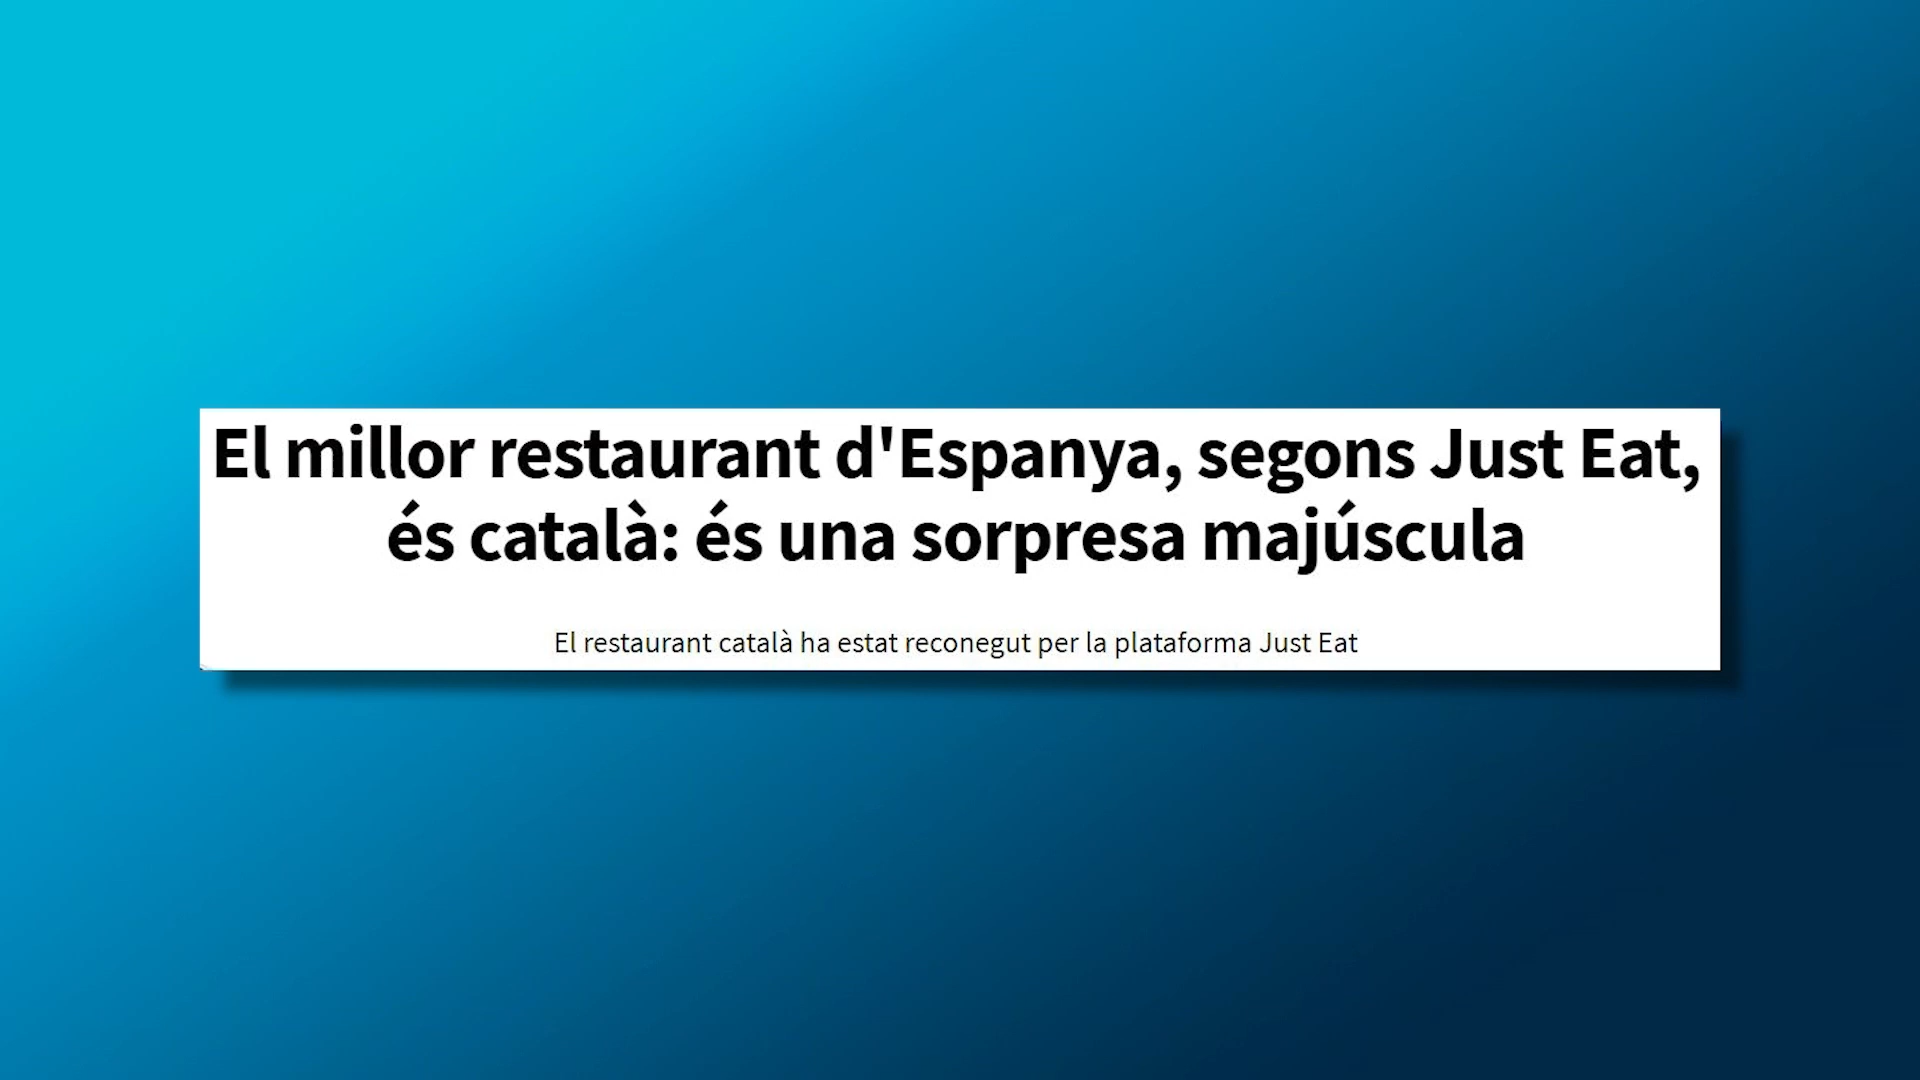 El millor restaurant d'Espanya, segons Just Eat,
és català: és una sorpresa majúscula
El restaurant català ha estat reconegut per la plataforma Just Eat